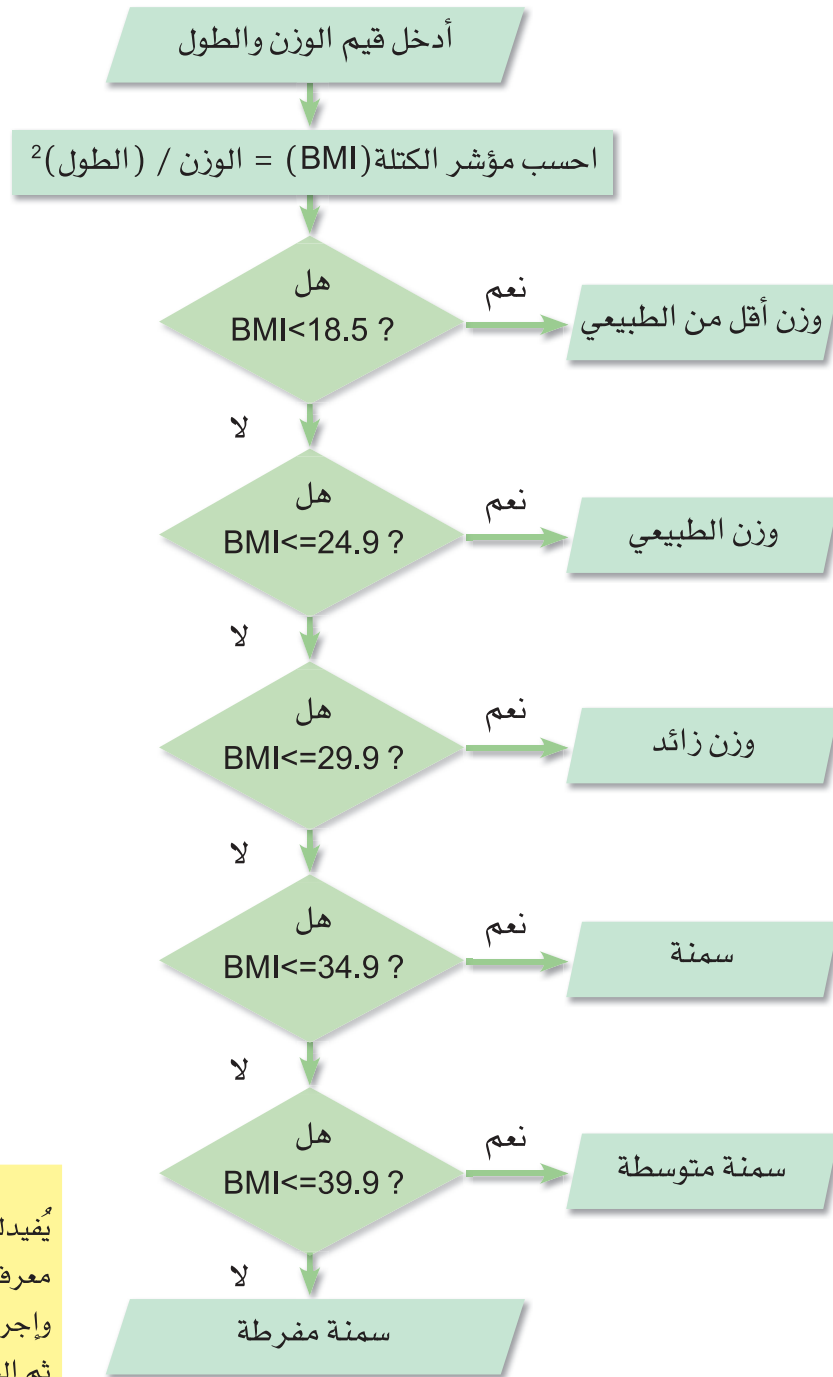 أدخل قيم الوزن والطول
احسب مؤشر الكتلة(BMI) = الوزن / (الطول)²
هل
BMI<18.5 ?
نعم
وزن أقل من الطبيعي
لا
هل
BMI<=24.9 ?
نعم
وزن الطبيعي
لا
هل
BMI<=29.9 ?
نعم
وزن زائد
لا
هل
BMI<=34.9 ?
نعم
سمنة
لا
هل
BMI<=39.9 ?
نعم
سمنة متوسطة
لا
سمنة مفرطة